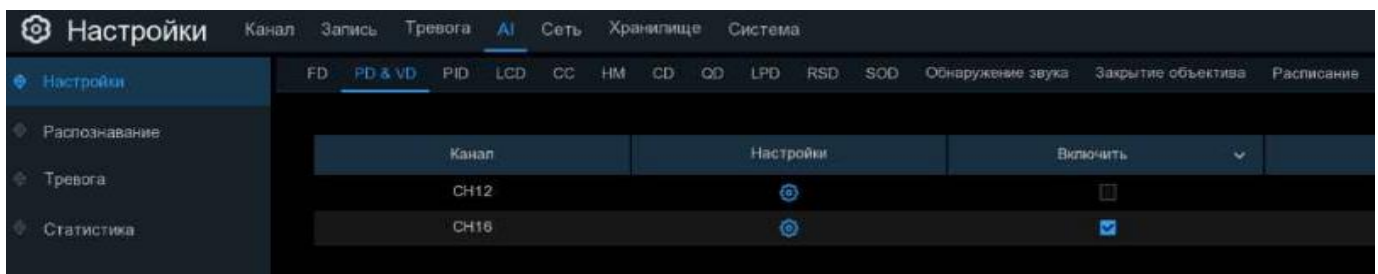 Настройки Канал Запись Тревога AI Сеть Хранилище Система
Настройки FD PD & VD PID LCD CC HM CD QD LPD RSD SOD Обнаружение звука Закрытие объектива Расписание
Распознавание
Канал Настройки Включить
Тревога
CH12
Статистика
CH16